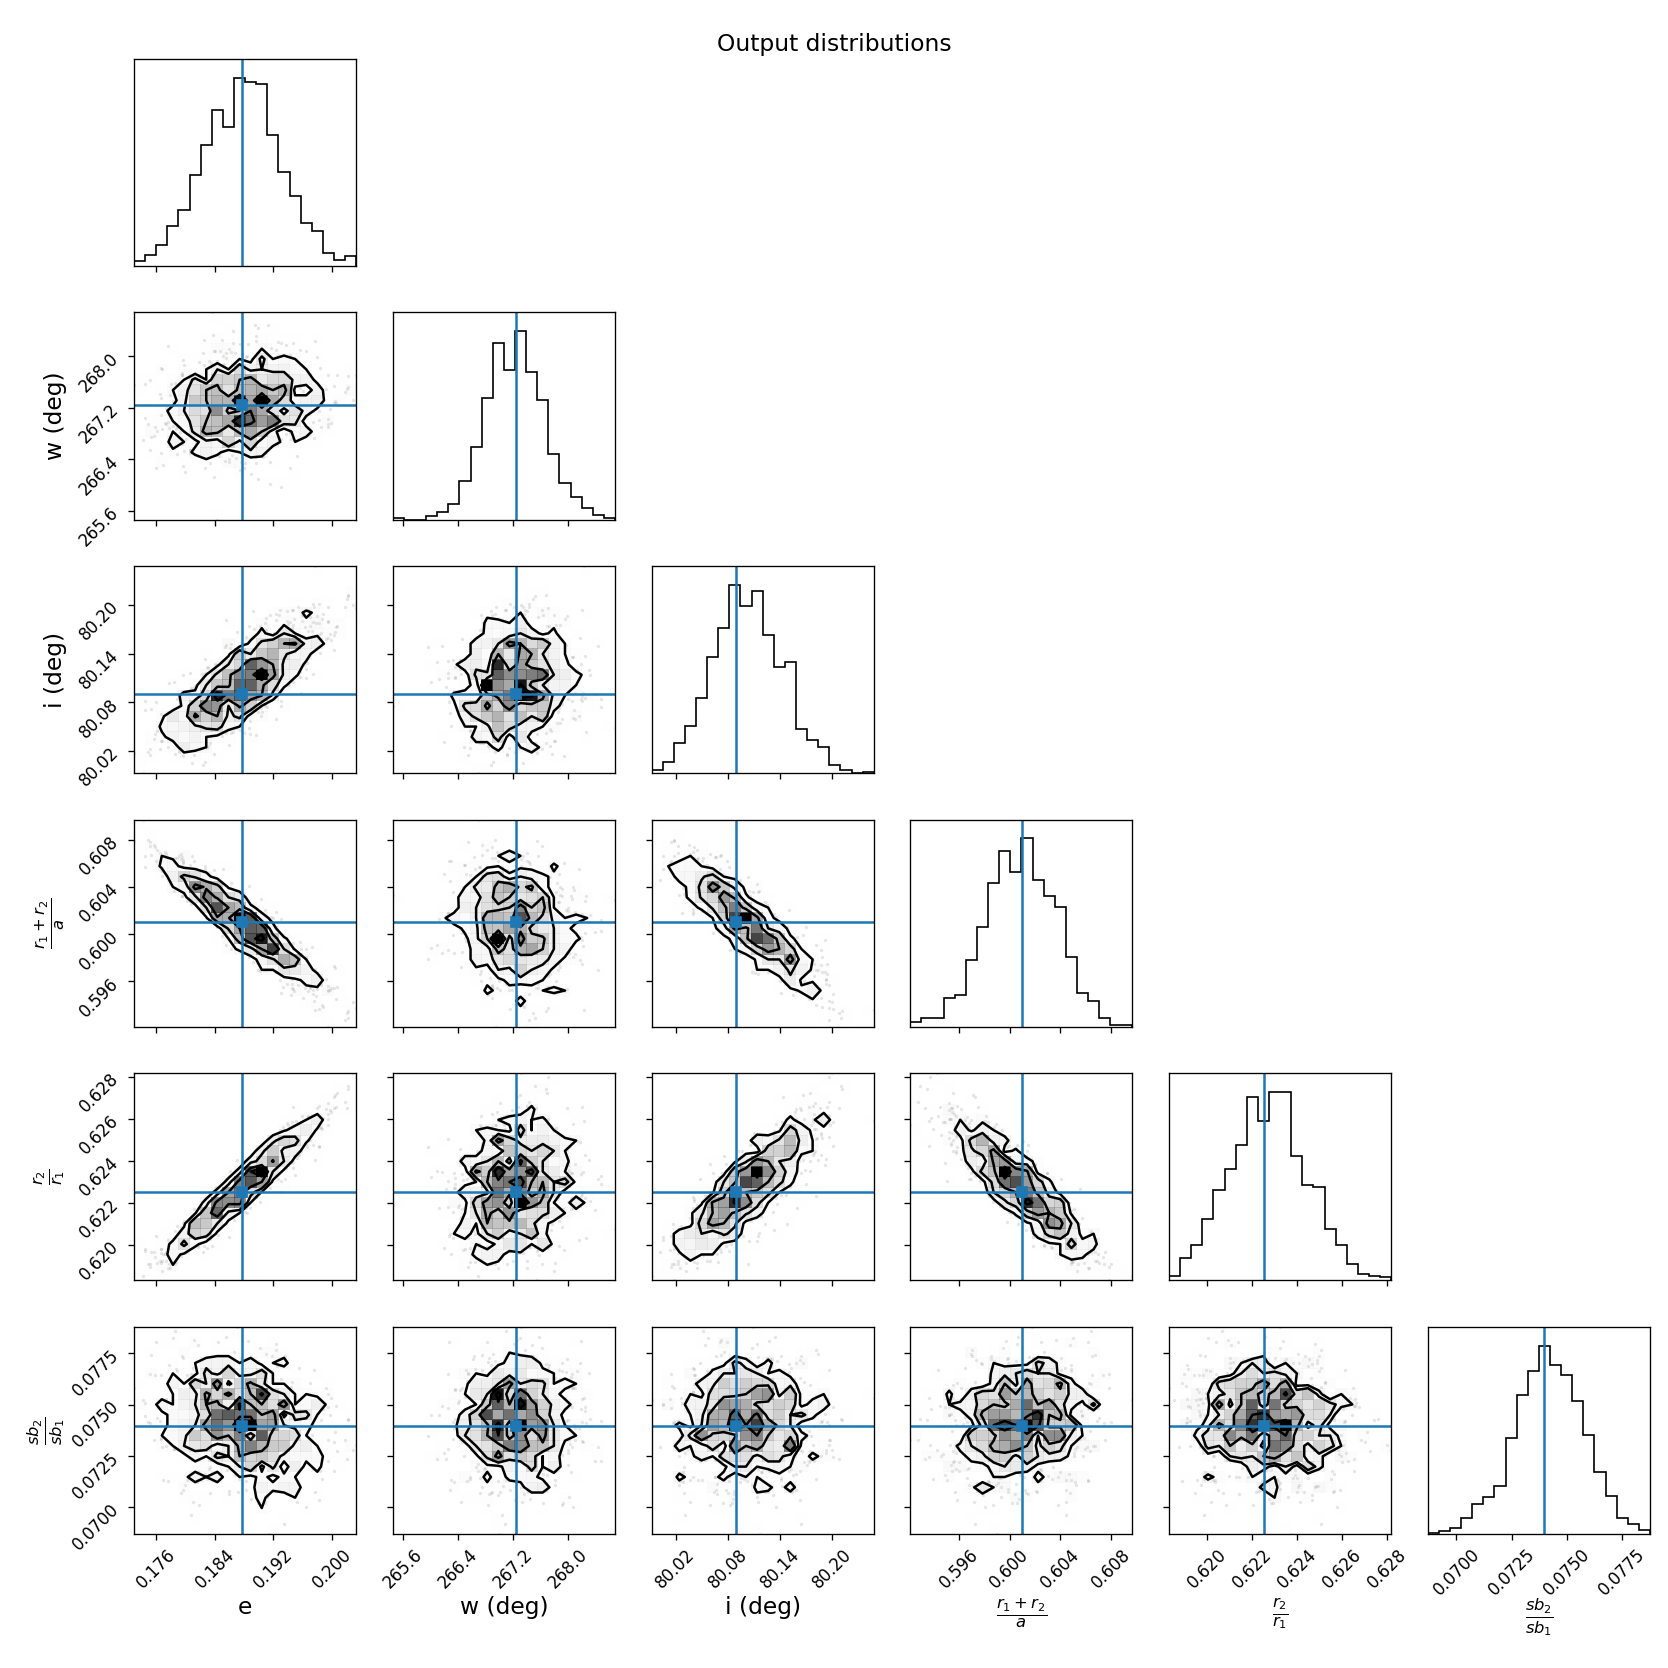 Output distributions
w (deg)
268.0
267.2
266.4
265.6
i (deg)
80.20
80.14
80.08
80.02
r₁ + r₂
a
0.608
0.604
0.600
0.596
r₂
r₁
0.628
0.626
0.624
0.622
0.620
sb₂
sb₁
0.0775
0.0750
0.0725
0.0700
0.176 0.184 0.192 0.200 265.6 266.4 267.2 268.0 80.02 80.08 80.14 80.20 0.596 0.600 0.604 0.608 0.620 0.622 0.624 0.626 0.628 0.0700 0.0725 0.0750 0.0775
e w (deg) i (deg) r₁ + r₂ r₂ sb₂
a r₁ sb₁